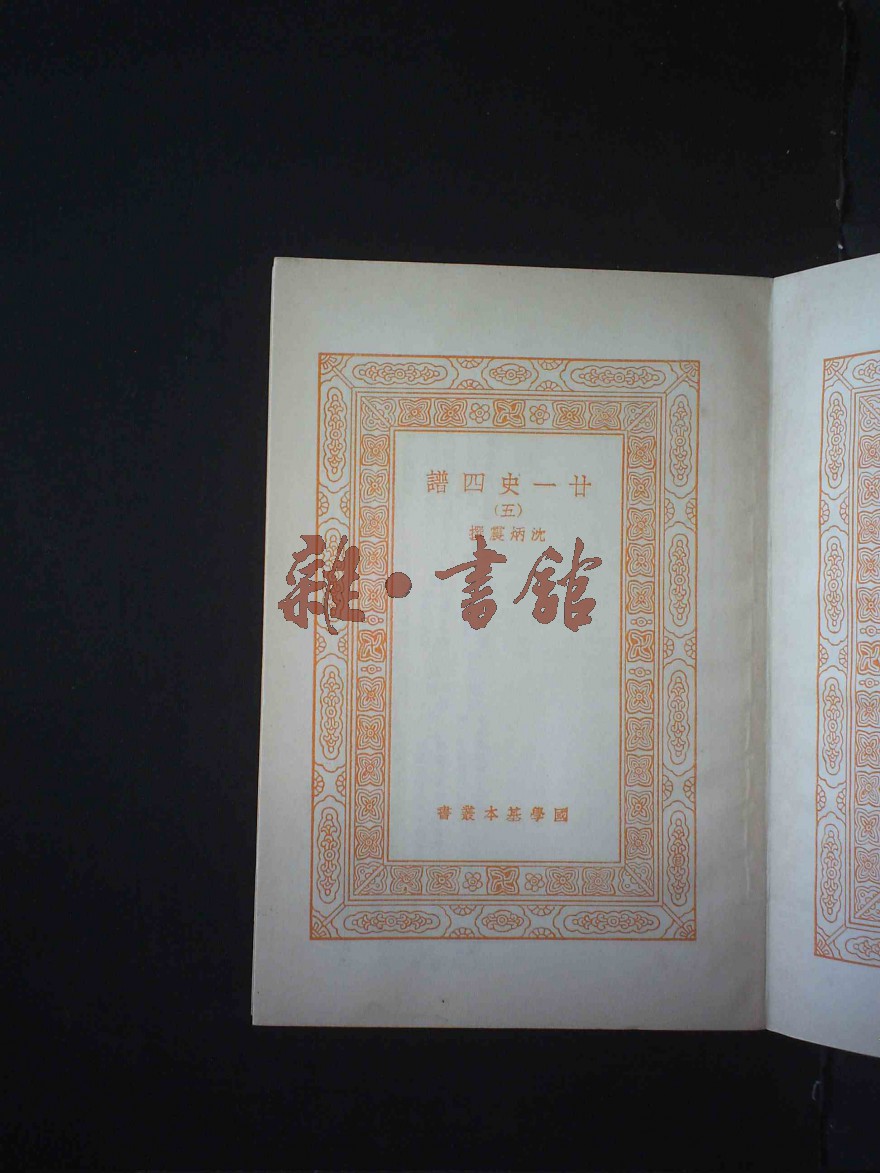 廿一史四譜
(五)
沈炳震撰
雜·書館
國學基本叢書